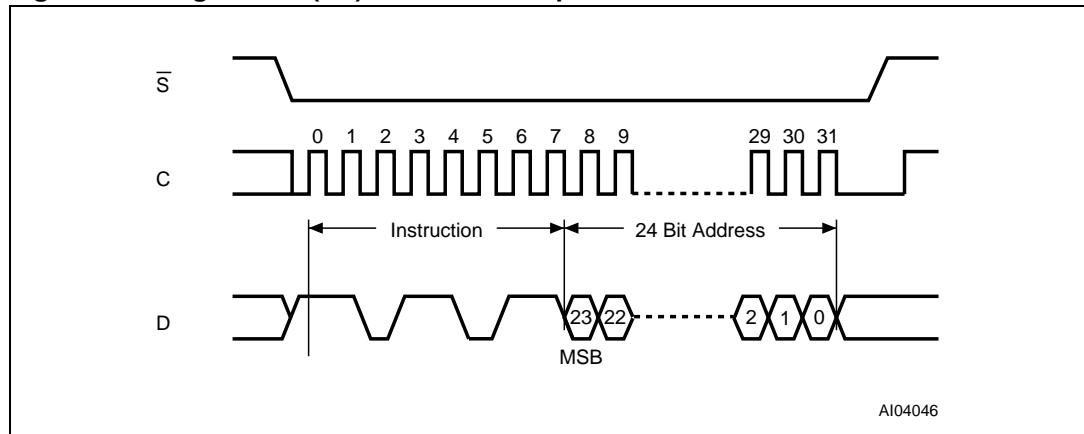 S̅
0 1 2 3 4 5 6 7 8 9 29 30 31
C
Instruction 24 Bit Address
D 23 22 2 1 0
MSB
AI04046